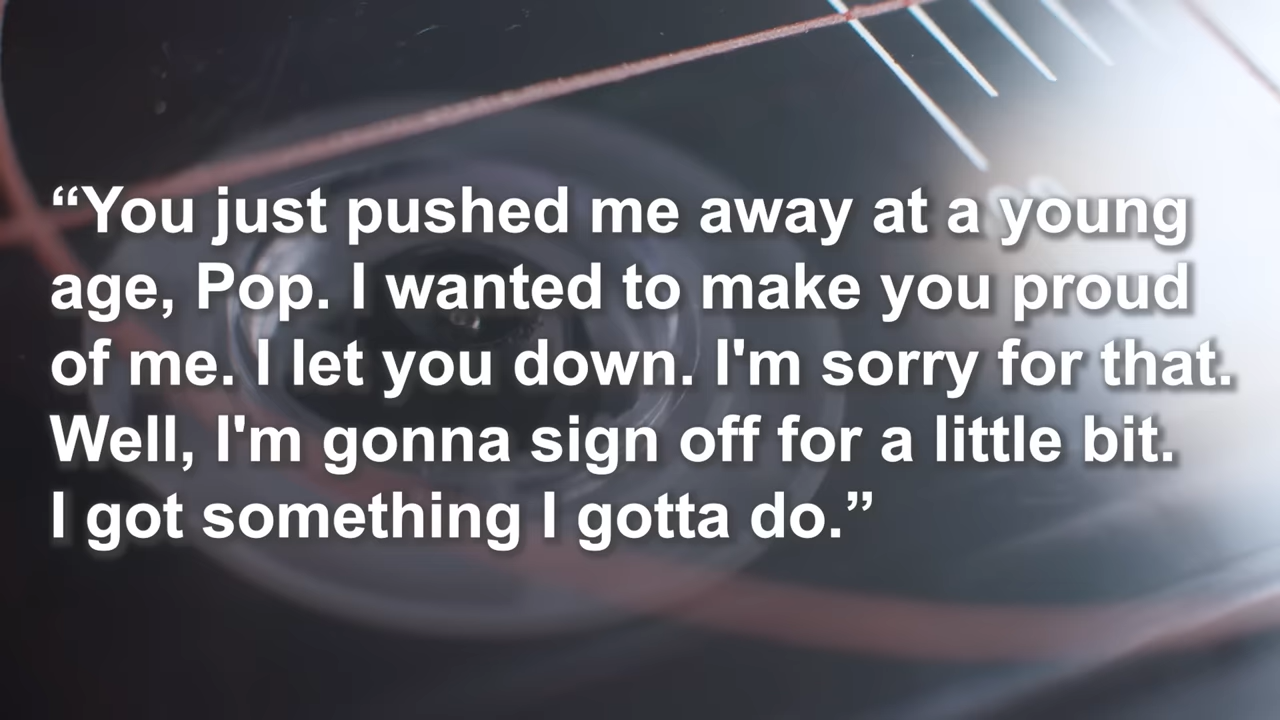 “You just pushed me away at a young
age, Pop. I wanted to make you proud
of me. I let you down. I'm sorry for that.
Well, I'm gonna sign off for a little bit.
I got something I gotta do.”